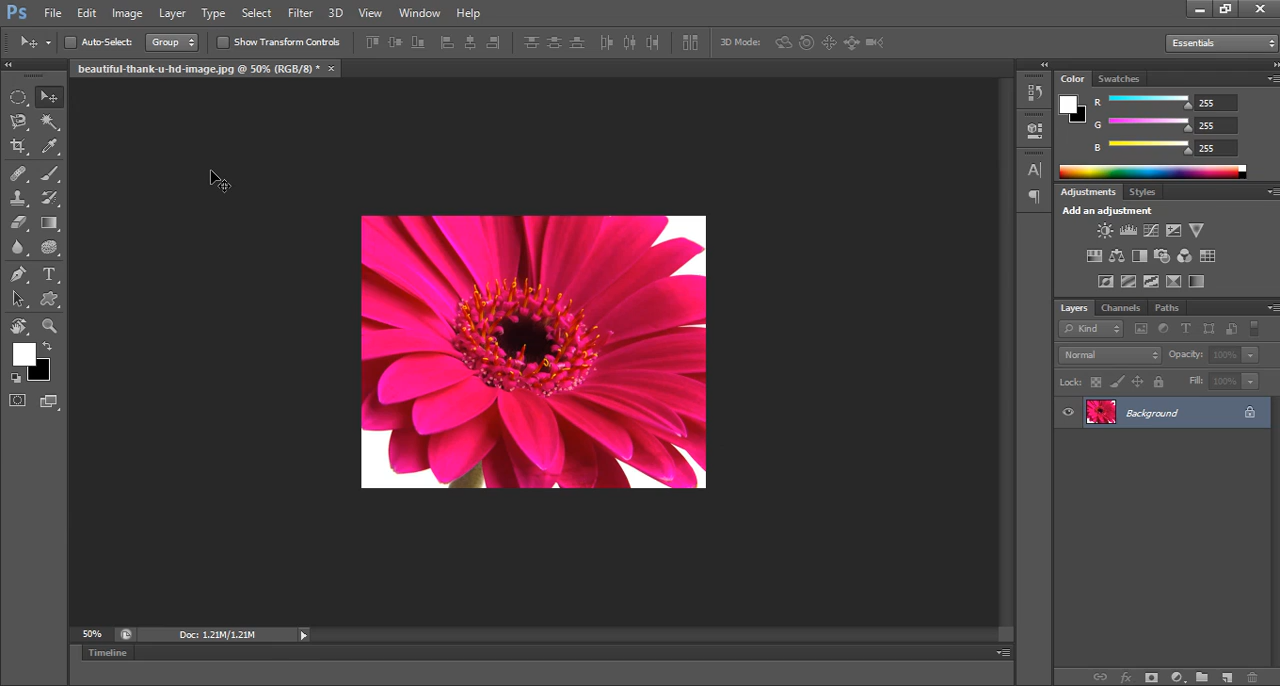 Ps File Edit Image Layer Type Select Filter 3D View Window Help
Auto-Select: Group Show Transform Controls 3D Mode: Essentials
beautiful-thank-u-hd-image.jpg @ 50% (RGB/8) * ×
Color Swatches
R 255
G 255
B 255
Adjustments Styles
Add an adjustment
Layers Channels Paths
Kind
Normal Opacity: 100%
Lock: Fill: 100%
Background
50% Doc: 1.21M/1.21M
Timeline